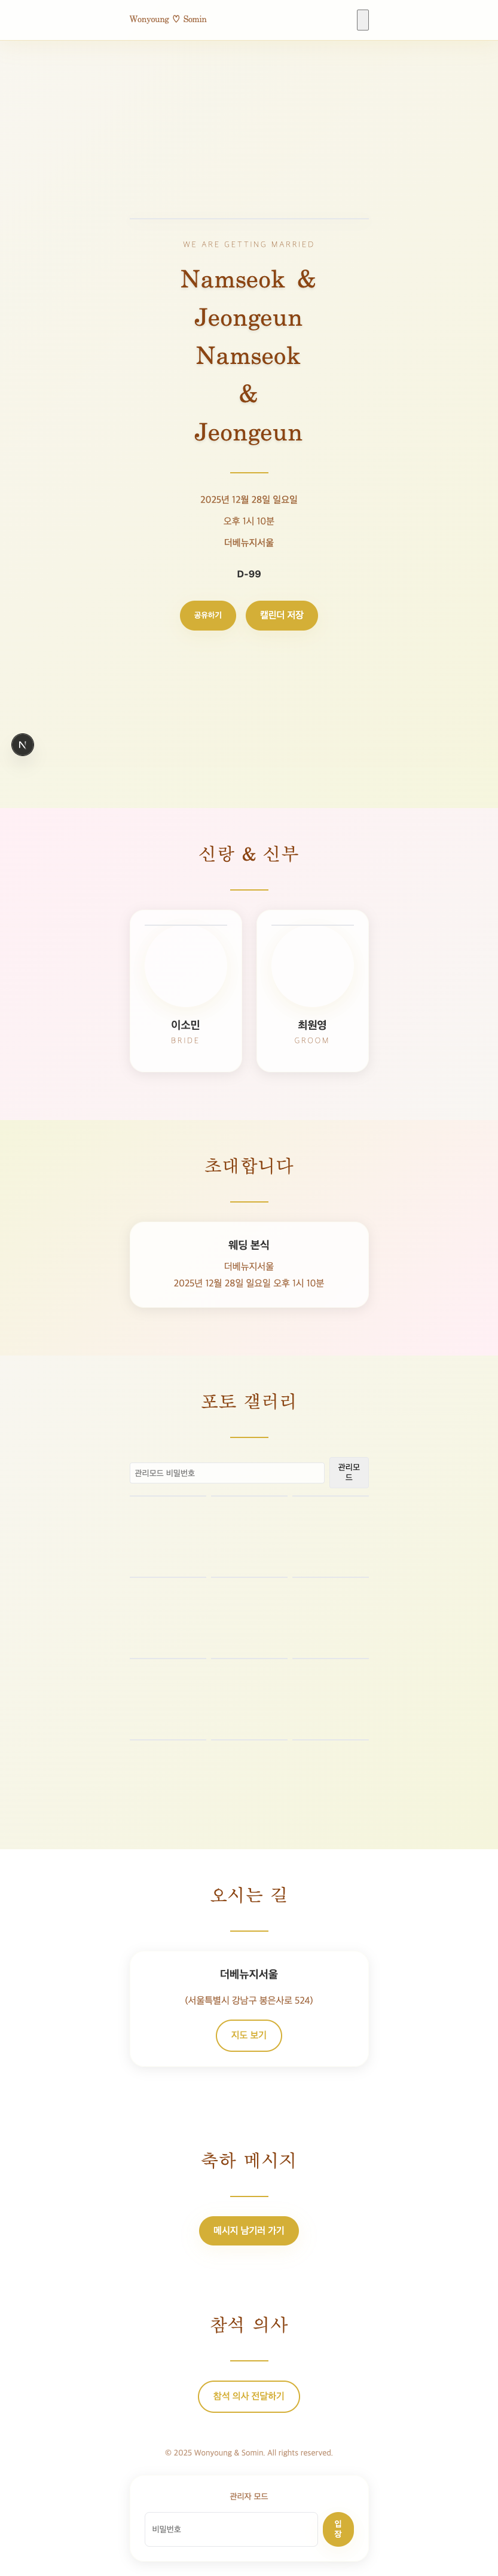 Wonyoung ♡ Somin
WE ARE GETTING MARRIED
Namseok &
Jeongeun
Namseok
&
Jeongeun
2025년 12월 28일 일요일
오후 1시 10분
더베뉴지서울
D-99
공유하기 캘린더 저장
N
신랑 & 신부
이소민
BRIDE
최원영
GROOM
초대합니다
웨딩 본식
더베뉴지서울
2025년 12월 28일 일요일 오후 1시 10분
포토 갤러리
관리모드 비밀번호
관리모
드
오시는 길
더베뉴지서울
(서울특별시 강남구 봉은사로 524)
지도 보기
축하 메시지
메시지 남기러 가기
참석 의사
참석 의사 전달하기
© 2025 Wonyoung & Somin. All rights reserved.
관리자 모드
비밀번호
입
장